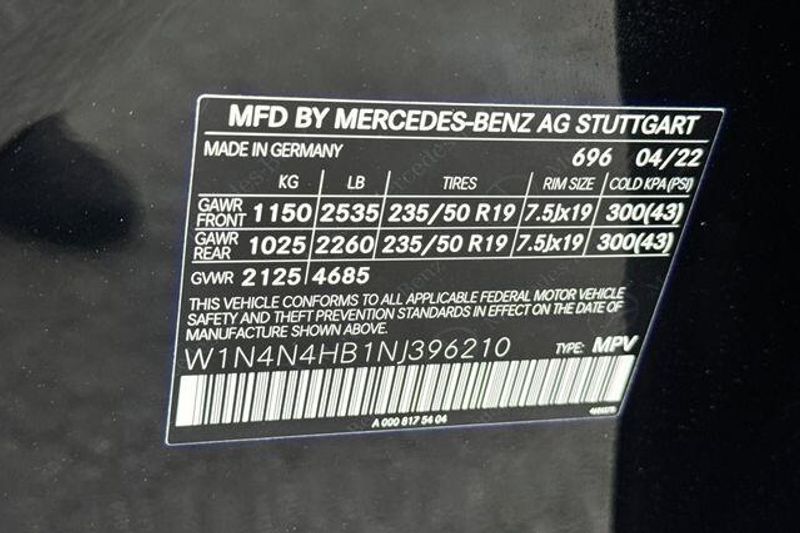 MFD BY MERCEDES-BENZ AG STUTTGART
MADE IN GERMANY 696 04/22
KG LB TIRES RIM SIZE COLD KPA(PSI)
GAWR FRONT 1150 2535 235/50 R19 7.5Jx19 300(43)
GAWR REAR 1025 2260 235/50 R19 7.5Jx19 300(43)
GVWR 2125 4685
THIS VEHICLE CONFORMS TO ALL APPLICABLE FEDERAL MOTOR VEHICLE
SAFETY AND THEFT PREVENTION STANDARDS IN EFFECT ON THE DATE OF
MANUFACTURE SHOWN ABOVE.
W1N4N4HB1NJ396210 TYPE: MPV
A 000 817 54 04